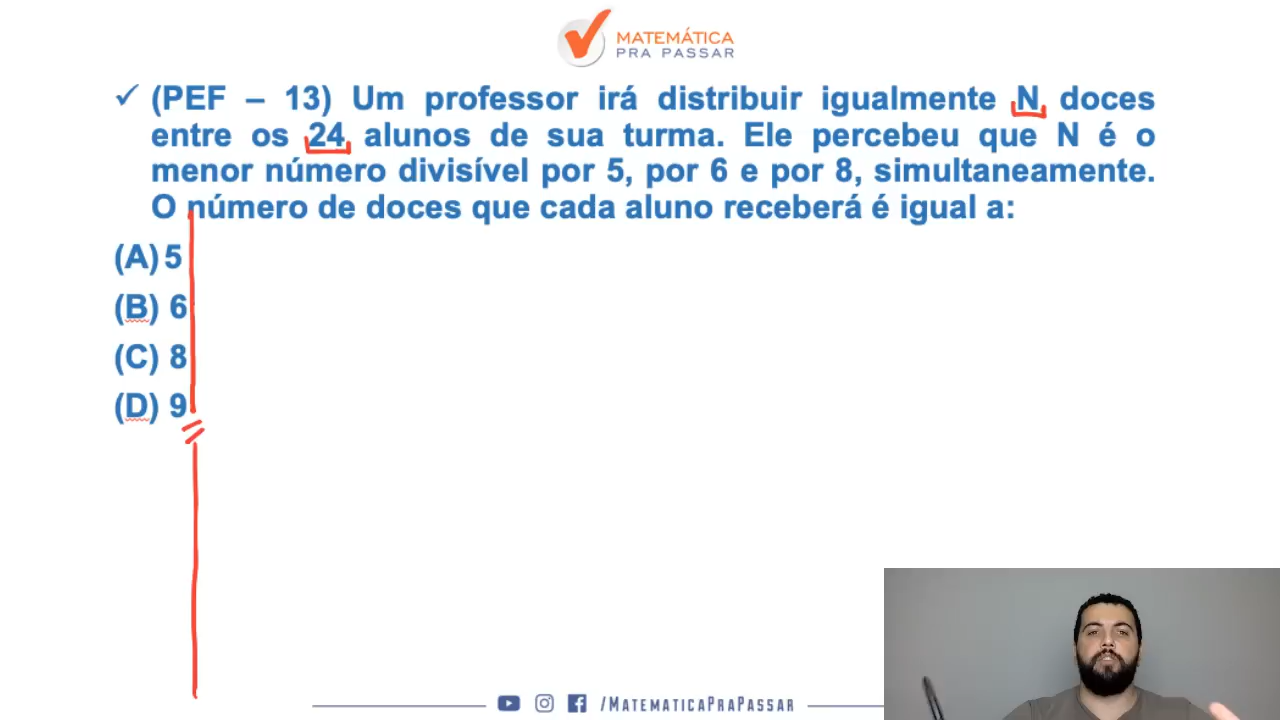 MATEMÁTICA
PRA PASSAR
(PEF – 13) Um professor irá distribuir igualmente N doces
entre os 24 alunos de sua turma. Ele percebeu que N é o
menor número divisível por 5, por 6 e por 8, simultaneamente.
O número de doces que cada aluno receberá é igual a:
(A) 5
(B) 6
(C) 8
(D) 9
/MATEMATICAPRAPASSAR